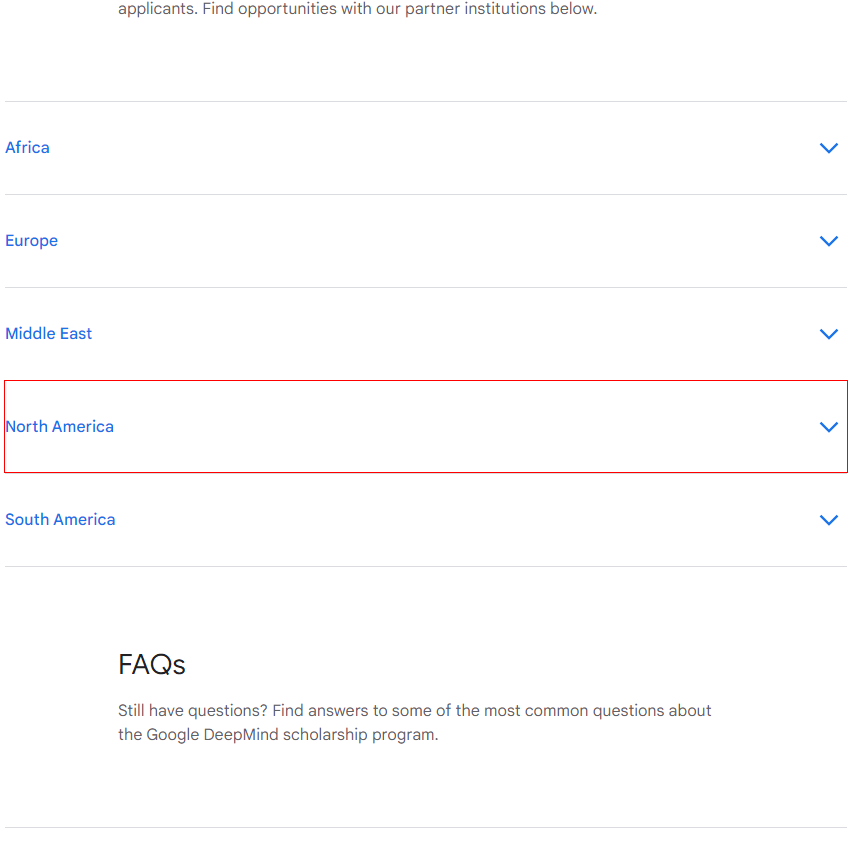 applicants. Find opportunities with our partner institutions below.
Africa
Europe
Middle East
North America
South America
FAQs
Still have questions? Find answers to some of the most common questions about
the Google DeepMind scholarship program.